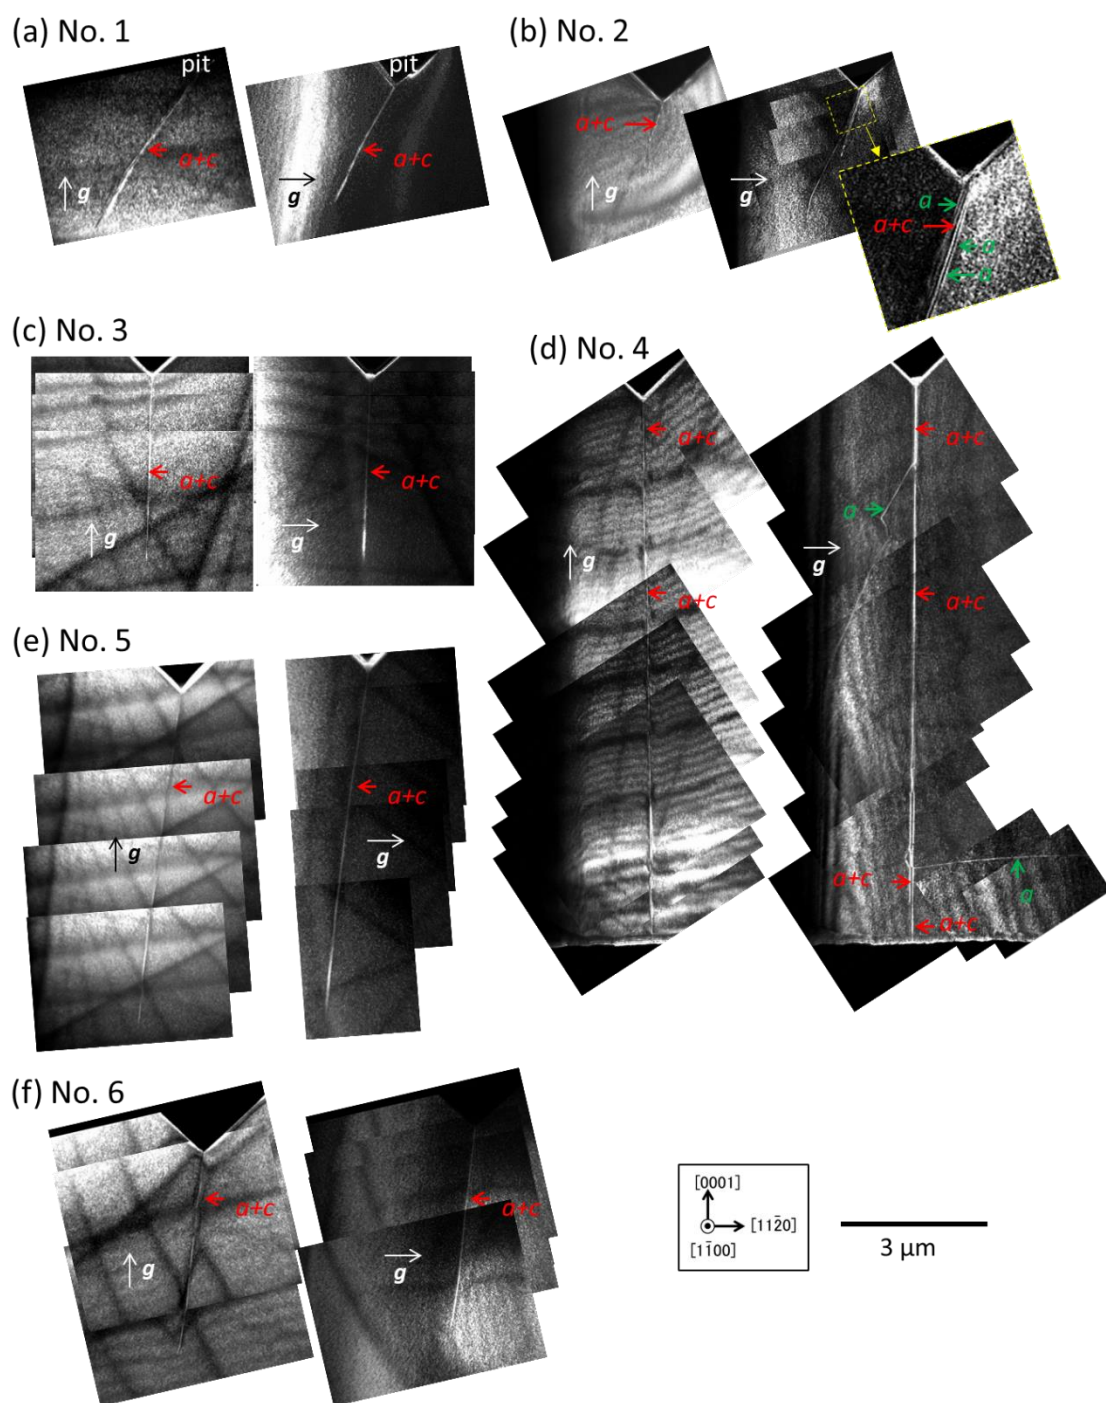 (a) No. 1
pit
a+c
g
pit
a+c
g
(b) No. 2
a+c
g
g
a
a+c
a
a
(c) No. 3
a+c
g
a+c
g
(d) No. 4
a+c
g
a+c
a+c
a
g
a+c
a+c
a
a+c
(e) No. 5
a+c
g
a+c
g
(f) No. 6
a+c
g
a+c
g
[0001]
[112̄0]
[11̄00]
3 μm